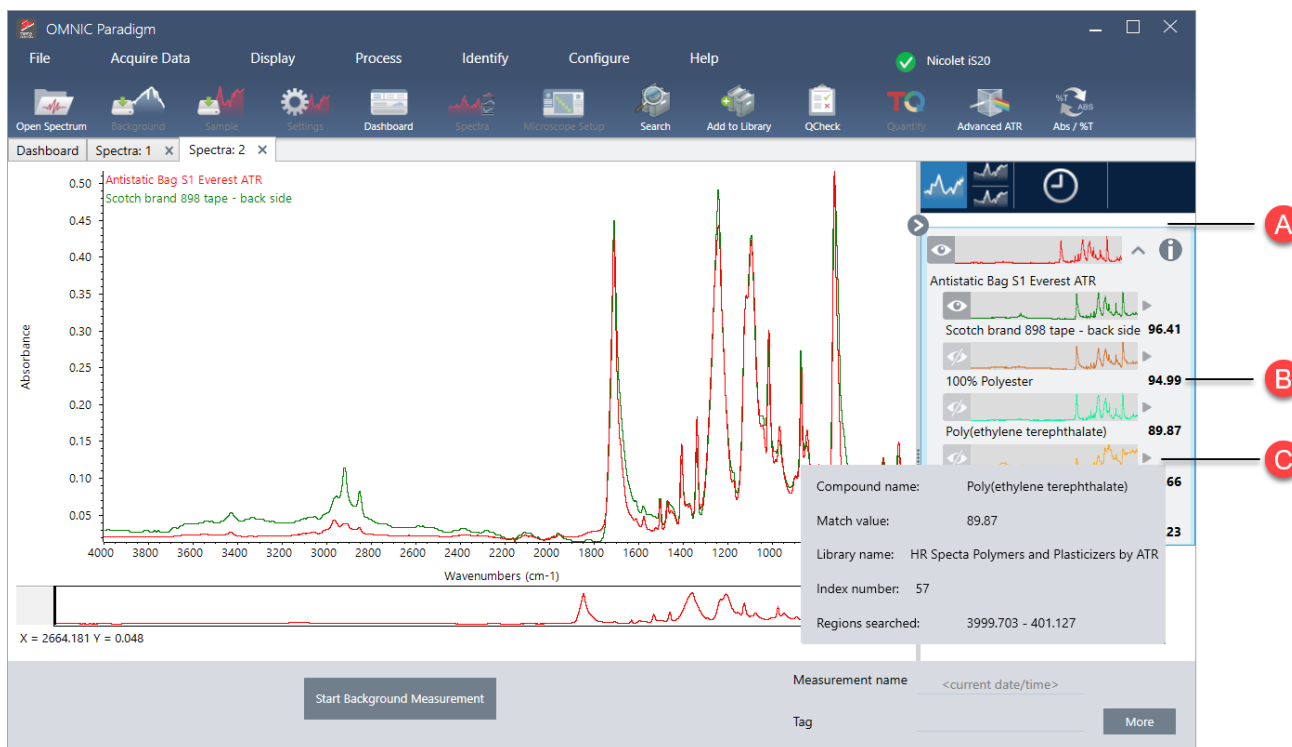 OMNIC Paradigm
File Acquire Data Display Process Identify Configure Help Nicolet iS20
Open Spectrum Background Sample Settings Dashboard Spectra Microscope Setup Search Add to Library QCheck Quantify Advanced ATR Abs / %T
%T ABS
TQ
Dashboard Spectra: 1 Spectra: 2
Antistatic Bag S1 Everest ATR
Scotch brand 898 tape - back side
0.50
0.45
0.40
0.35
0.30
0.25
0.20
0.15
0.10
0.05
Absorbance
4000 3800 3600 3400 3200 3000 2800 2600 2400 2200 2000 1800 1600 1400 1200 1000
Wavenumbers (cm-1)
X = 2664.181 Y = 0.048
A
Antistatic Bag S1 Everest ATR
Scotch brand 898 tape - back side 96.41
100% Polyester 94.99
B
Poly(ethylene terephthalate) 89.87
C
66
23
Compound name: Poly(ethylene terephthalate)
Match value: 89.87
Library name: HR Specta Polymers and Plasticizers by ATR
Index number: 57
Regions searched: 3999.703 - 401.127
Start Background Measurement
Measurement name <current date/time>
Tag
More